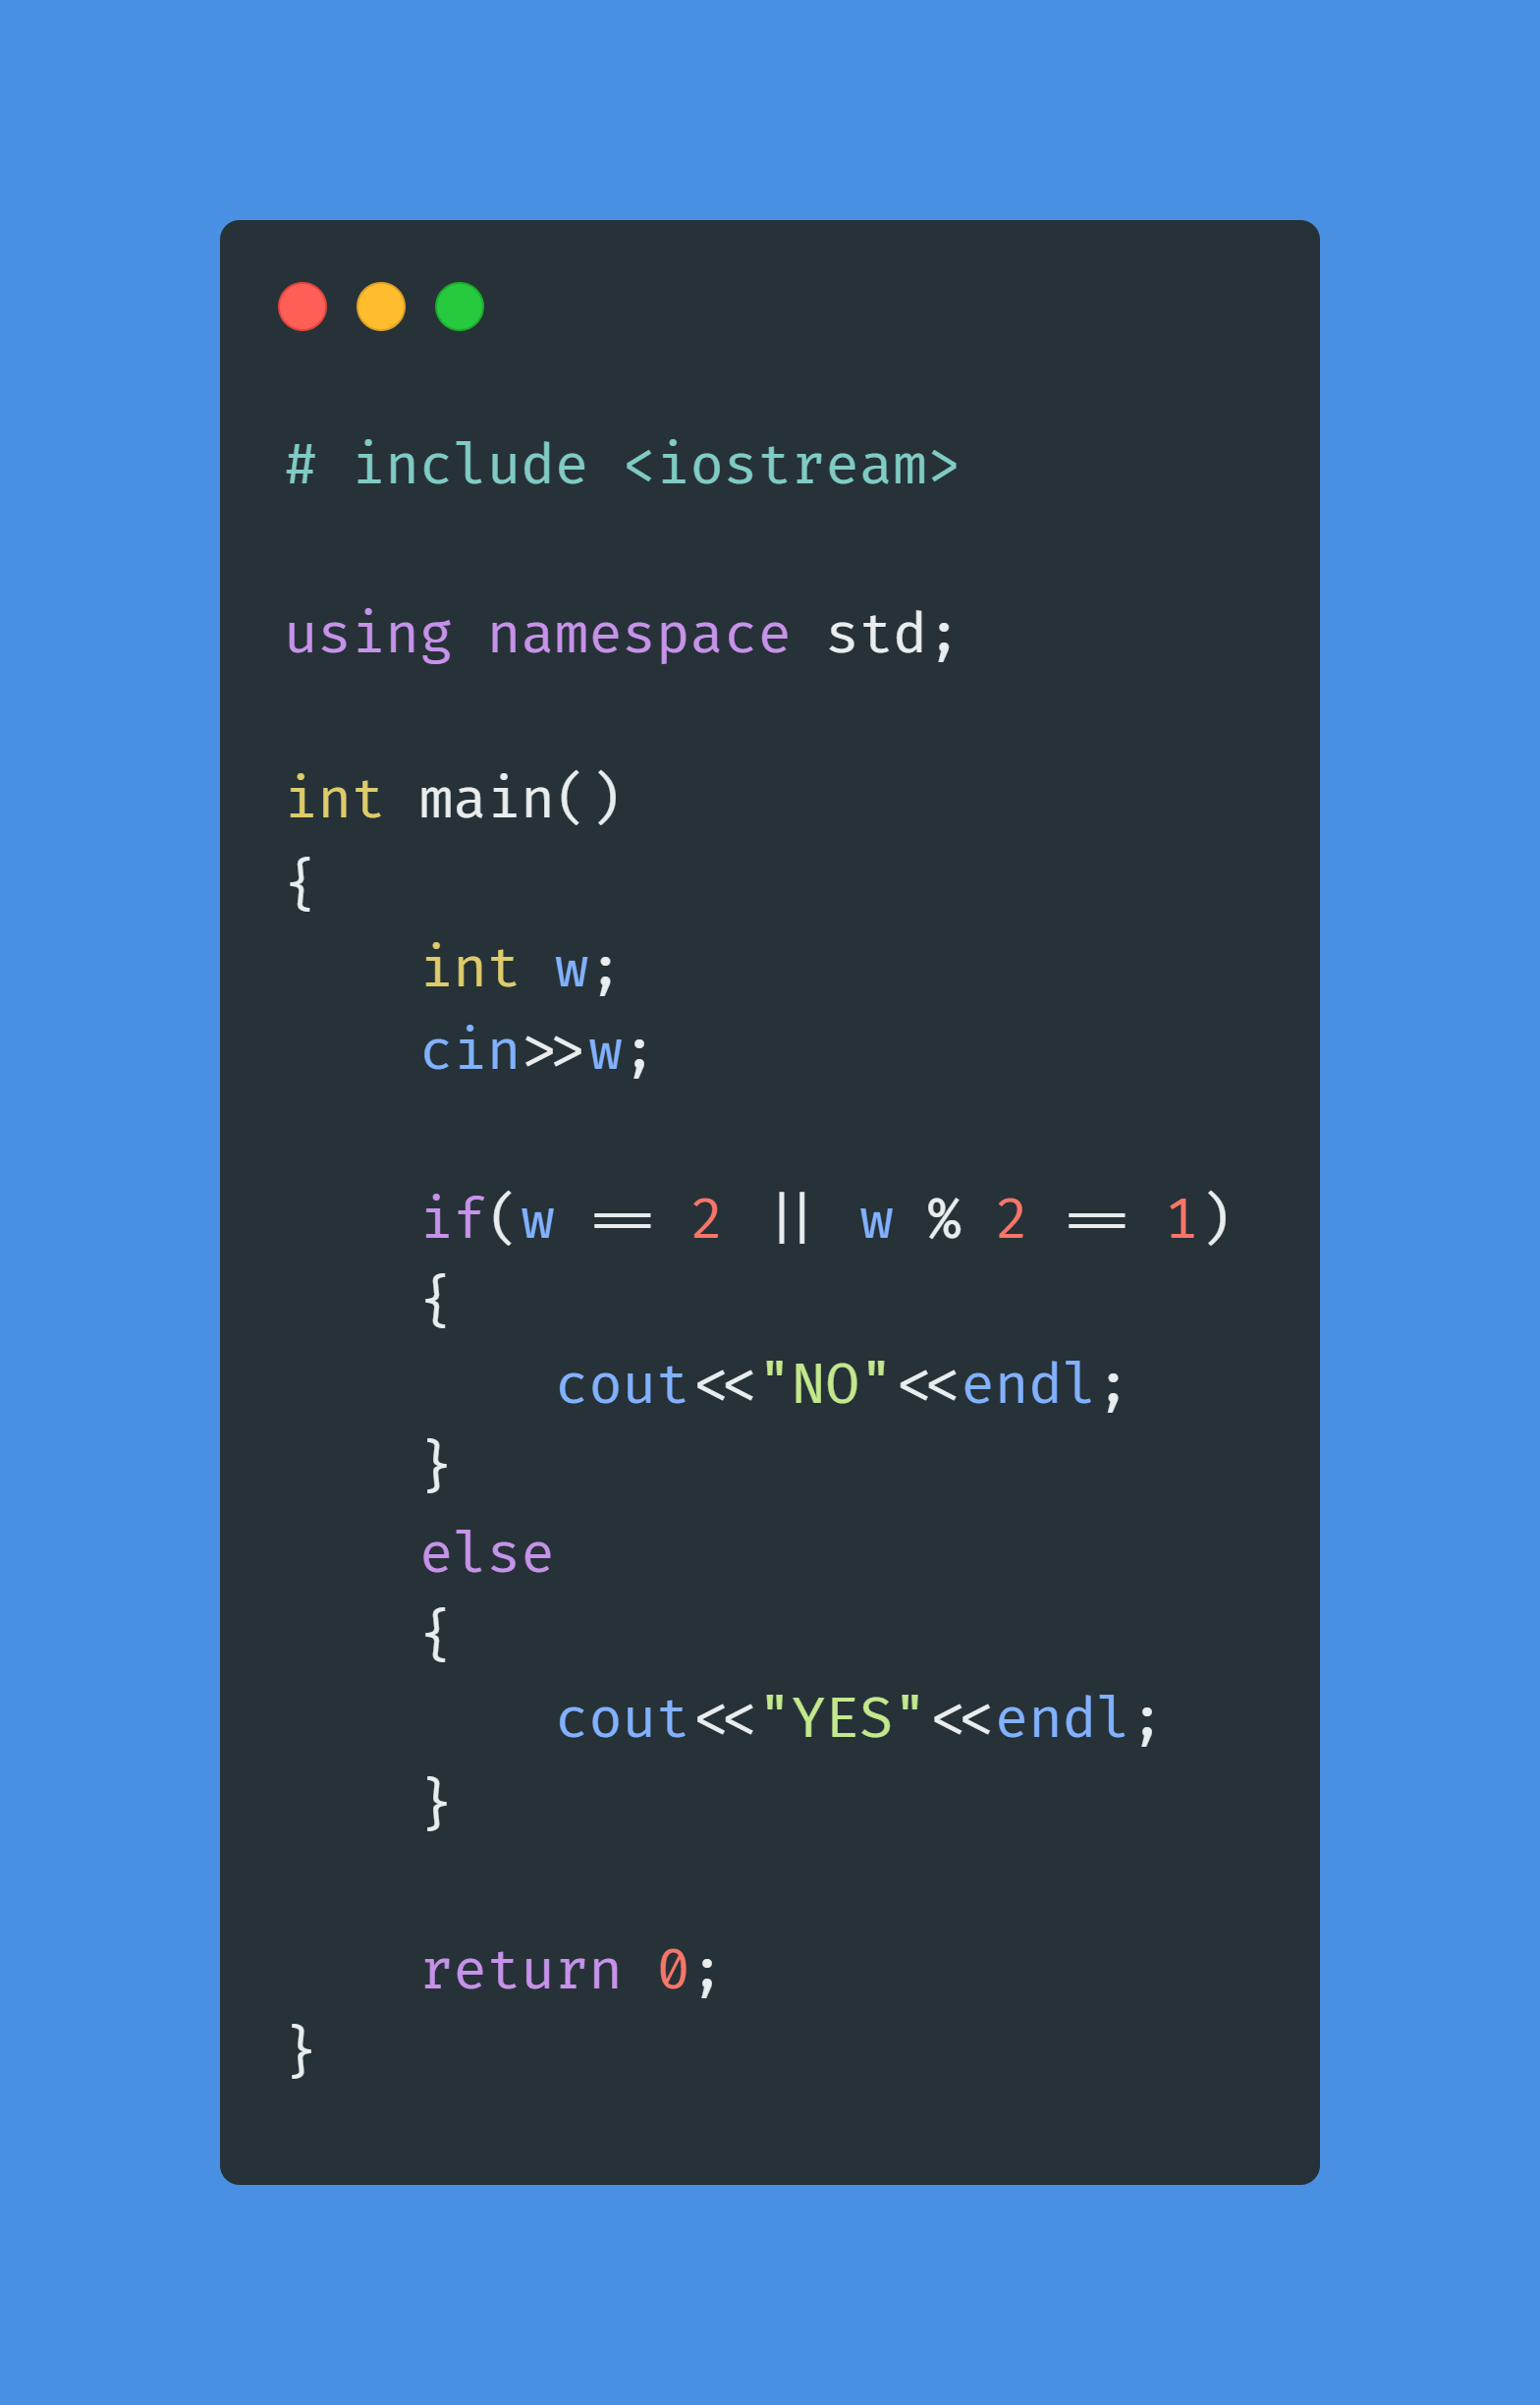 # include <iostream>
using namespace std;
int main()
{
    int w;
    cin>>w;
    if(w == 2 || w % 2 == 1)
    {
        cout<<"NO"<<endl;
    }
    else
    {
        cout<<"YES"<<endl;
    }
    return 0;
}